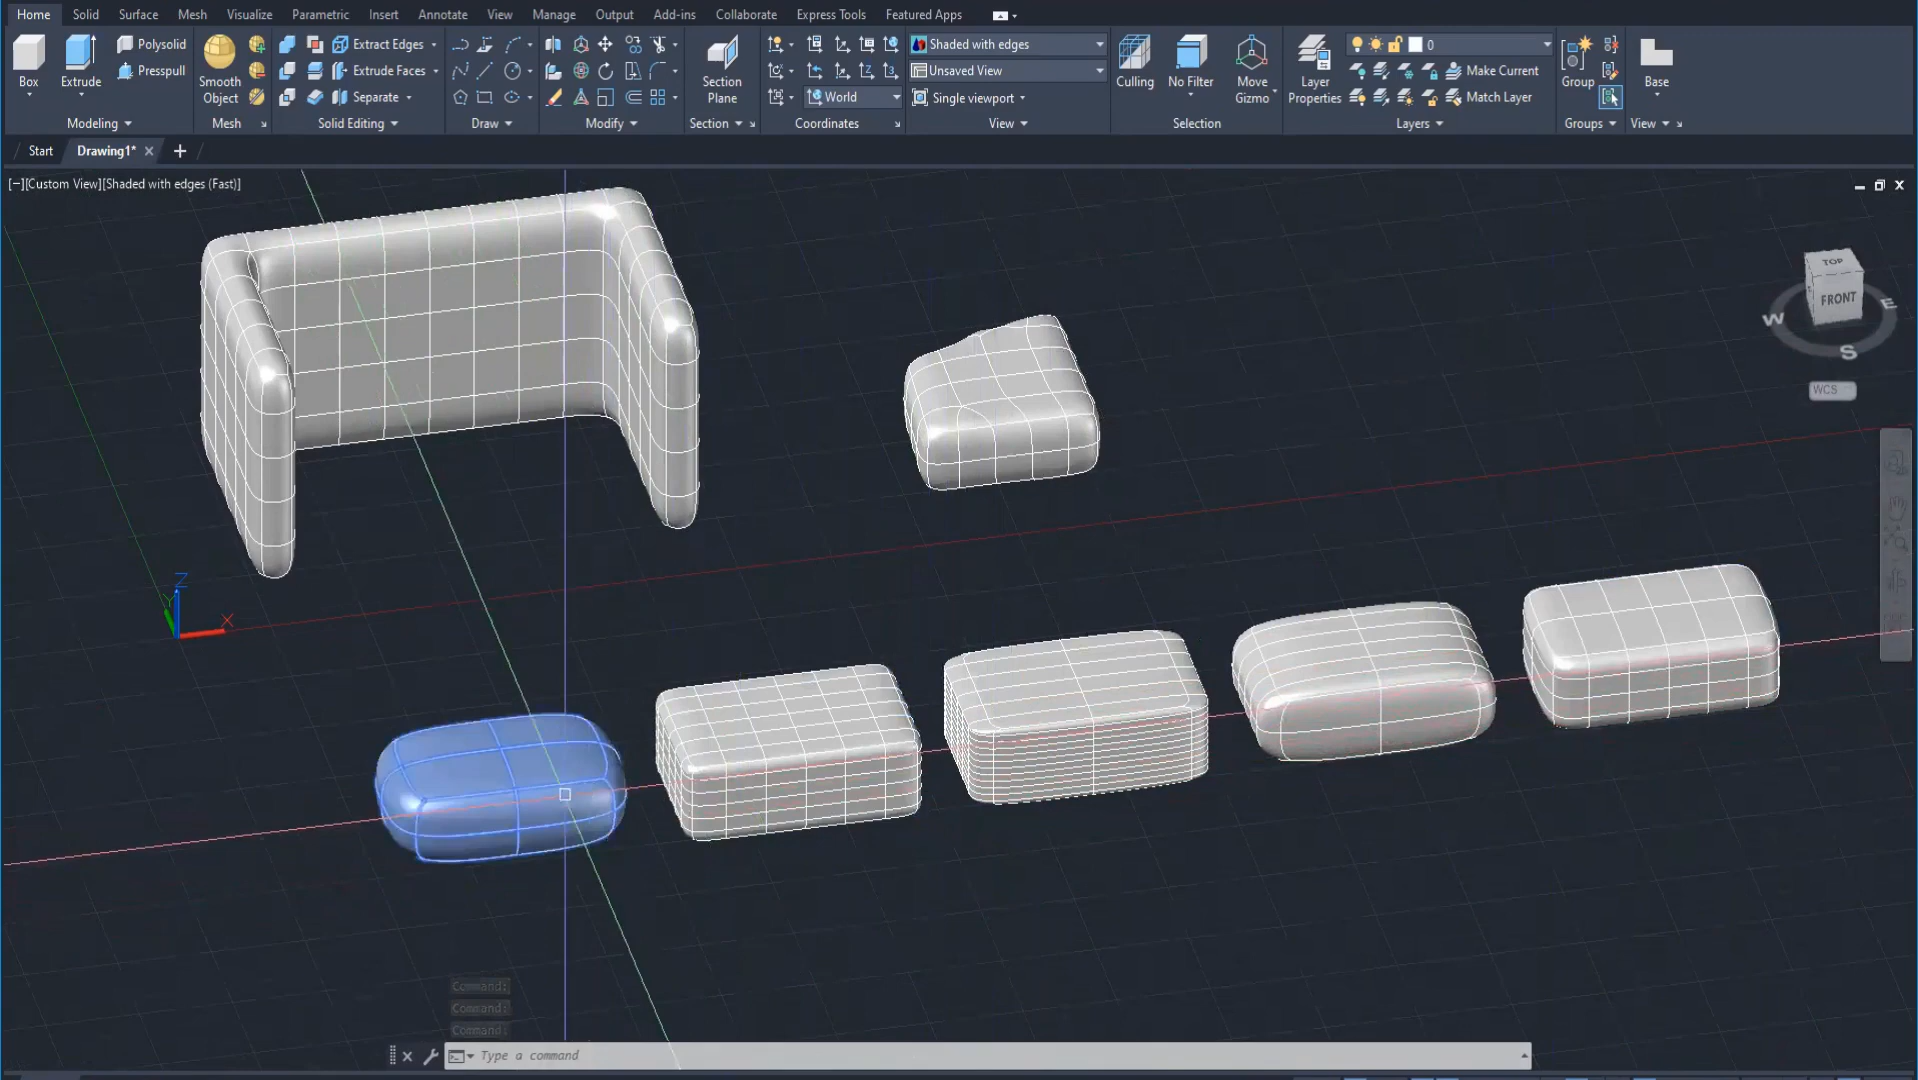 Home Solid Surface Mesh Visualize Parametric Insert Annotate View Manage Output Add-ins Collaborate Express Tools Featured Apps
Box
Extrude
Polysolid
Presspull
Modeling
Smooth
Object
Mesh
Extract Edges
Extrude Faces
Separate
Solid Editing
Draw
Modify
Section
Plane
Section
World
Coordinates
Shaded with edges
Unsaved View
Single viewport
View
Culling
No Filter
Move
Gizmo
Selection
Layer
Properties
0
Make Current
Match Layer
Layers
Group
Groups
Base
View
Start Drawing1* × +
[−][Custom View][Shaded with edges (Fast)]
TOP
FRONT
W
E
S
WCS
Z
Y
X
Command:
Command:
Command:
Type a command